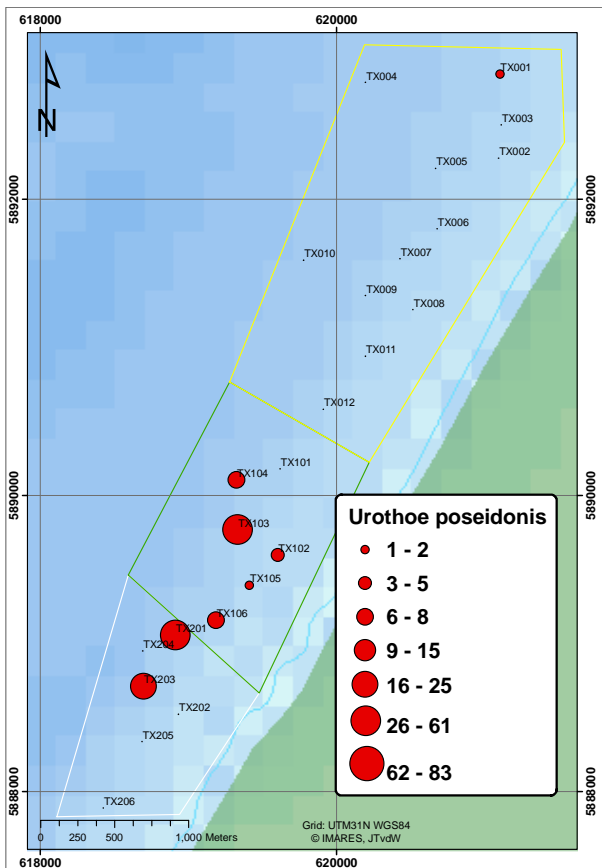 618000
620000
N
TX001
TX004
TX003
TX002
TX005
5892000
5892000
TX006
TX010
TX007
TX009
TX008
TX011
TX012
TX101
TX104
5890000
5890000
TX103
TX102
TX105
TX106
TX201
TX204
TX203
TX202
TX205
TX206
Urothoe poseidonis
1 - 2
3 - 5
6 - 8
9 - 15
16 - 25
26 - 61
62 - 83
5888000
5888000
0 250 500 1,000 Meters
Grid: UTM31N WGS84
© IMARES, JTvdW
618000
620000